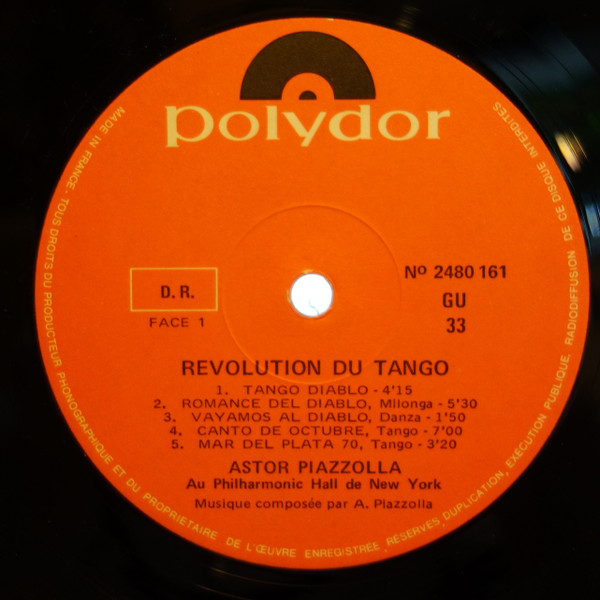 polydor
MADE IN FRANCE - TOUS DROITS DU PRODUCTEUR PHONOGRAPHIQUE ET DU PROPRIETAIRE DE L'ŒUVRE ENREGISTRÉE RÉSERVÉS, DUPLICATION, EXECUTION PUBLIQUE, RADIODIFFUSION DE CE DISQUE INTERDITES
D. R.
FACE 1
Nº 2480 161
GU
33
REVOLUTION DU TANGO
1. TANGO DIABLO - 4'15
2. ROMANCE DEL DIABLO, Milonga - 5'30
3. VAYAMOS AL DIABLO, Danza - 1'50
4. CANTO DE OCTUBRE, Tango - 7'00
5. MAR DEL PLATA 70, Tango - 3'20
ASTOR PIAZZOLLA
Au Philharmonic Hall de New York
Musique composée par A. Piazzolla